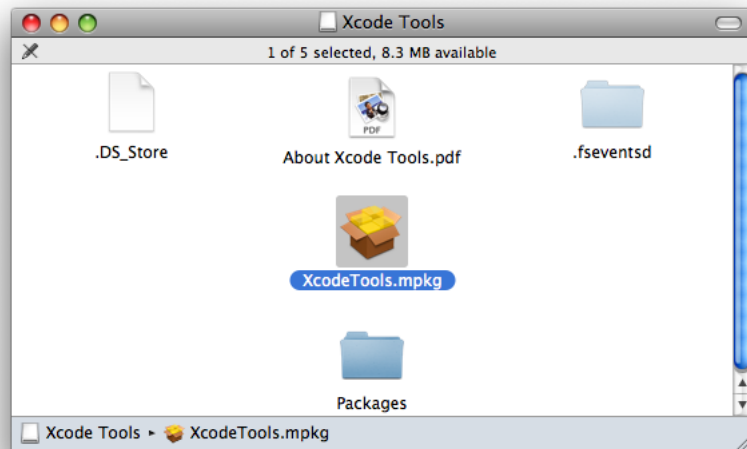 Xcode Tools
1 of 5 selected, 8.3 MB available
.DS_Store
PDF
About Xcode Tools.pdf
.fseventsd
XcodeTools.mpkg
Packages
Xcode Tools ▸ XcodeTools.mpkg